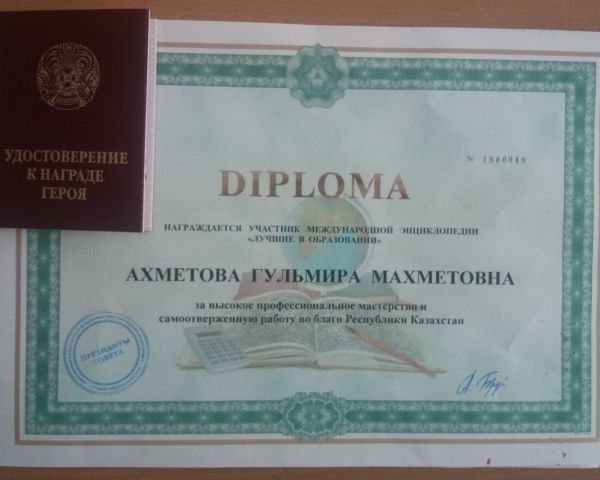 УДОСТОВЕРЕНИЕ
К НАГРАДЕ
ГЕРОЯ
№ 1900049
DIPLOMA
НАГРАЖДАЕТСЯ УЧАСТНИК МЕЖДУНАРОДНОЙ ЭНЦИКЛОПЕДИИ
«ЛУЧШИЕ В ОБРАЗОВАНИИ»
АХМЕТОВА ГУЛЬМИРА МАХМЕТОВНА
за высокое профессиональное мастерство и
самоотверженную работу во благо Республики Казахстан
ПРЕЗИДИУМ
СОВЕТА